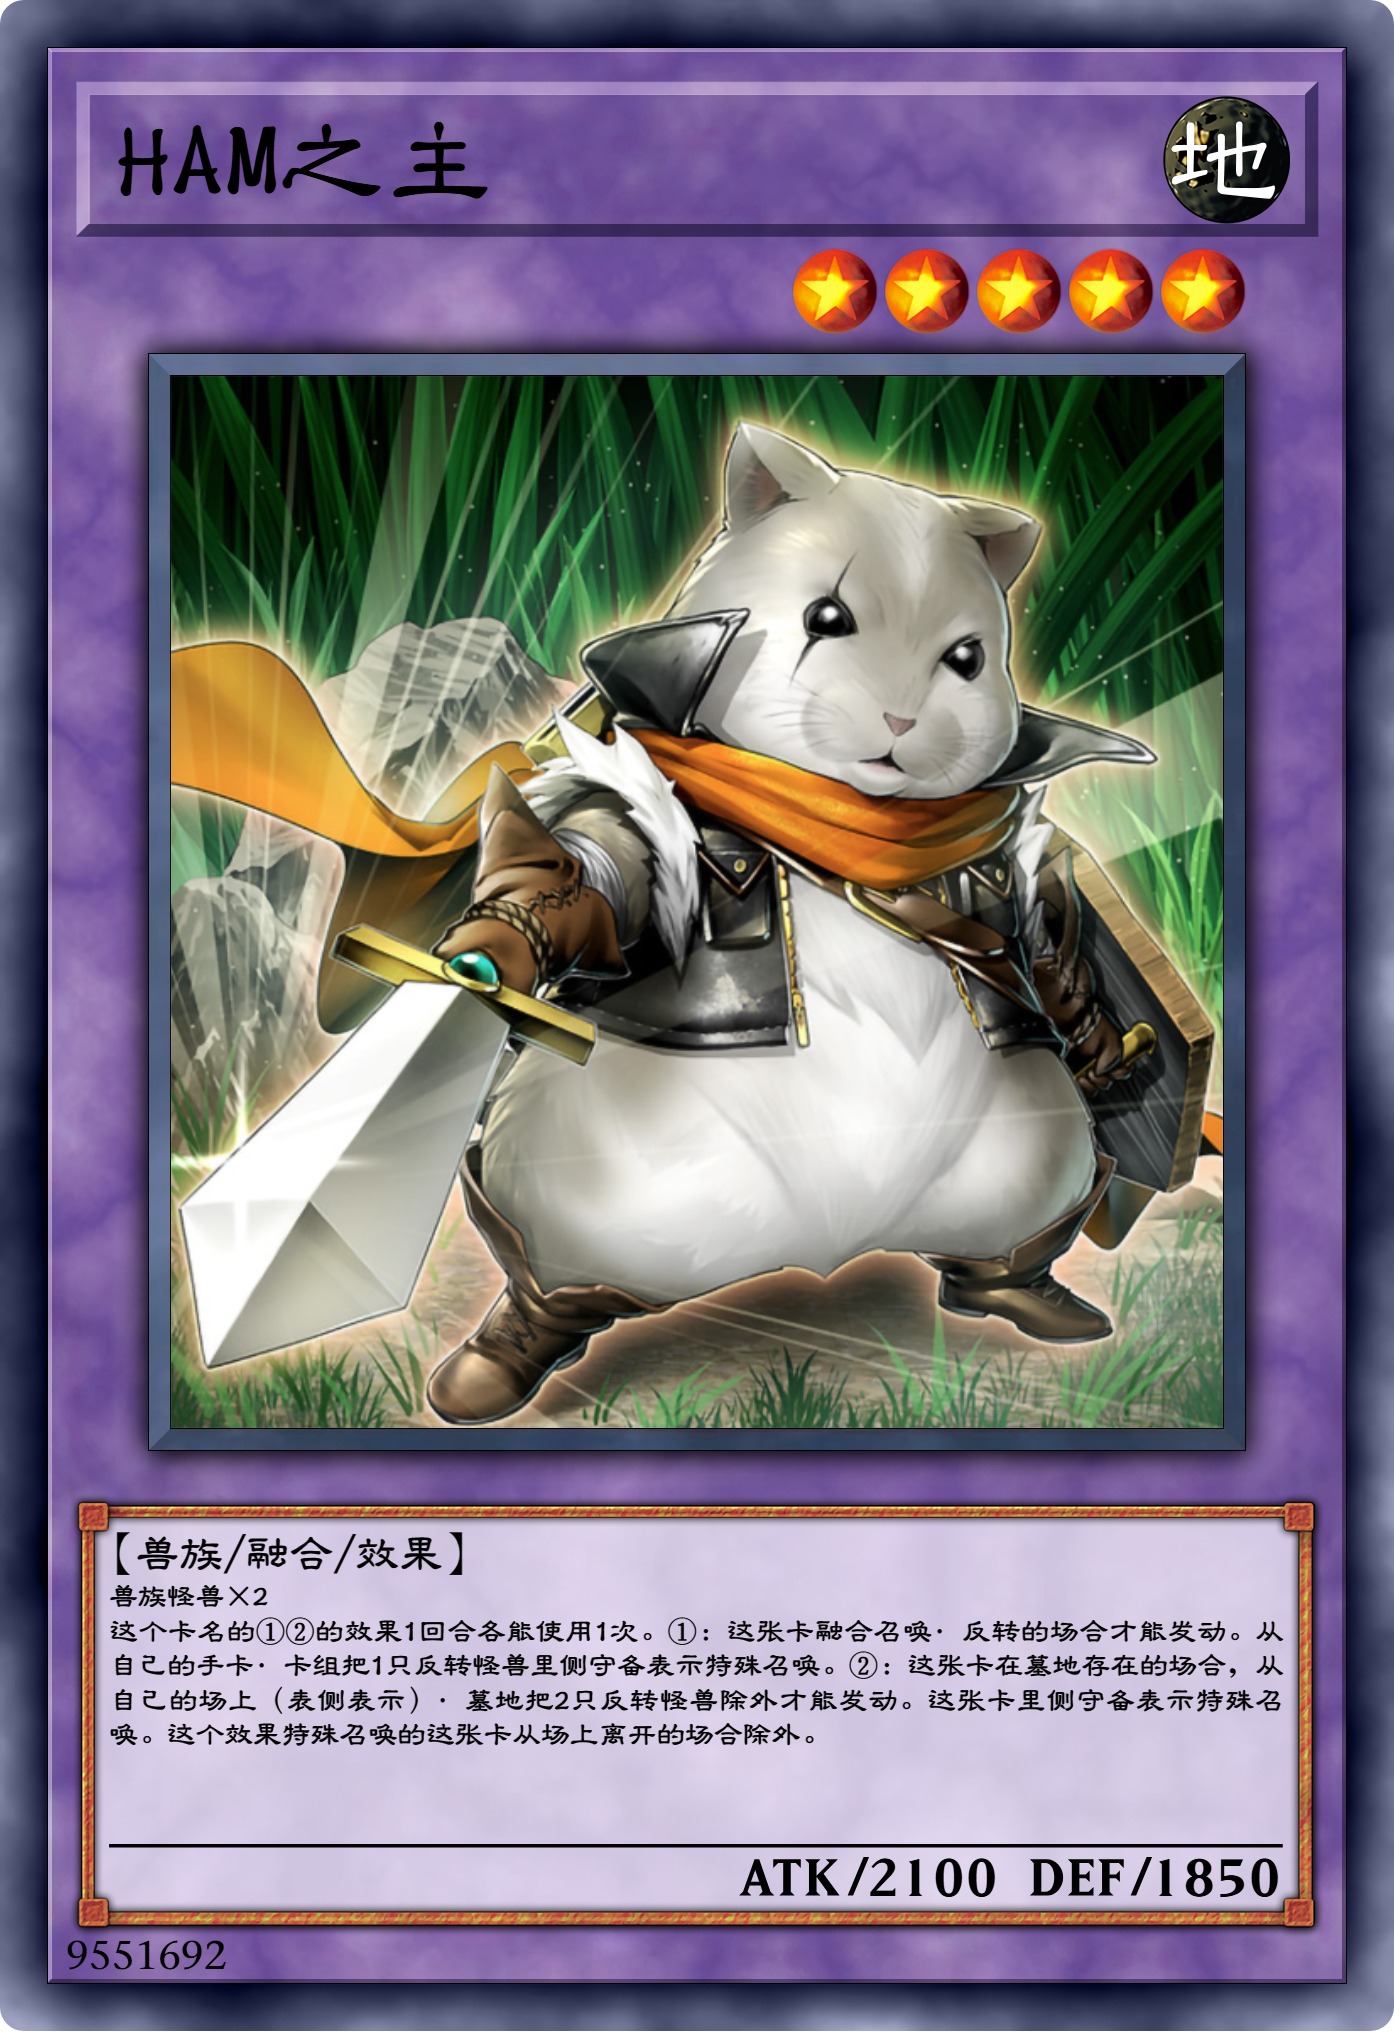 HAM之主
地
【兽族/融合/效果】
兽族怪兽×2
这个卡名的①②的效果1回合各能使用1次。①：这张卡融合召唤·反转的场合才能发动。从
自己的手卡·卡组把1只反转怪兽里侧守备表示特殊召唤。②：这张卡在墓地存在的场合，从
自己的场上（表侧表示）·墓地把2只反转怪兽除外才能发动。这张卡里侧守备表示特殊召
唤。这个效果特殊召唤的这张卡从场上离开的场合除外。
ATK/2100 DEF/1850
9551692